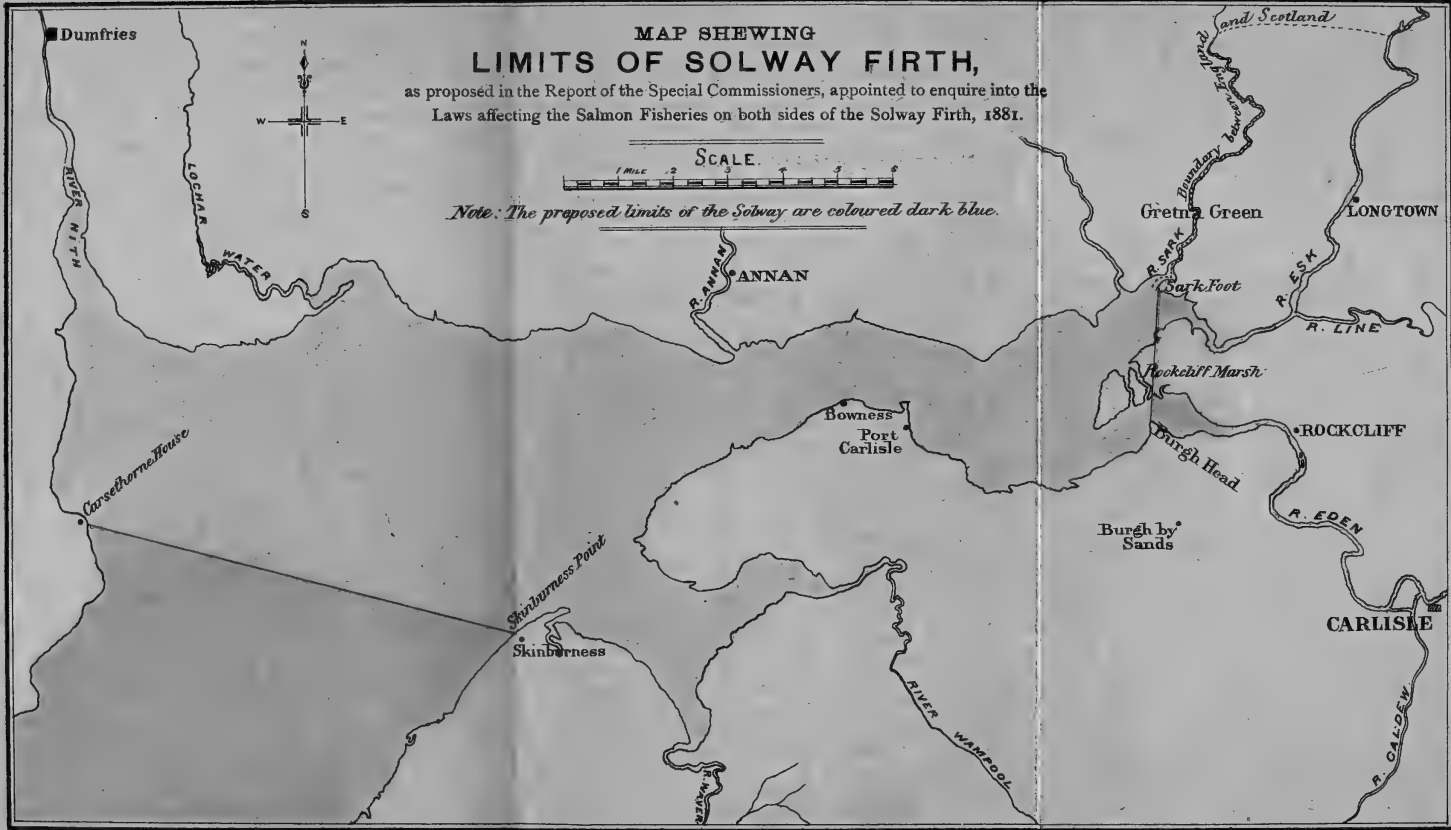 MAP SHEWING
LIMITS OF SOLWAY FIRTH,
as proposed in the Report of the Special Commissioners, appointed to enquire into the
Laws affecting the Salmon Fisheries on both sides of the Solway Firth, 1881.
SCALE.
1 MILE 2 3 4 5 6
Note: The proposed limits of the Solway are coloured dark blue.
N
W E
S
Dumfries
RIVER NITH
LOCHAR
WATER
R. ANNAN
ANNAN
Boundary between England
and Scotland
Gretna Green
LONGTOWN
R. SARK
Sark Foot
R. ESK
R. LINE
Rockcliff Marsh
Bowness
Port
Carlisle
ROCKCLIFF
Burgh Head
Carsethorne House
R. EDEN
Burgh by
Sands
Skinburness Point
Skinburness
CARLISLE
RIVER WAMPOOL
R. WAVER
R. CALDEW